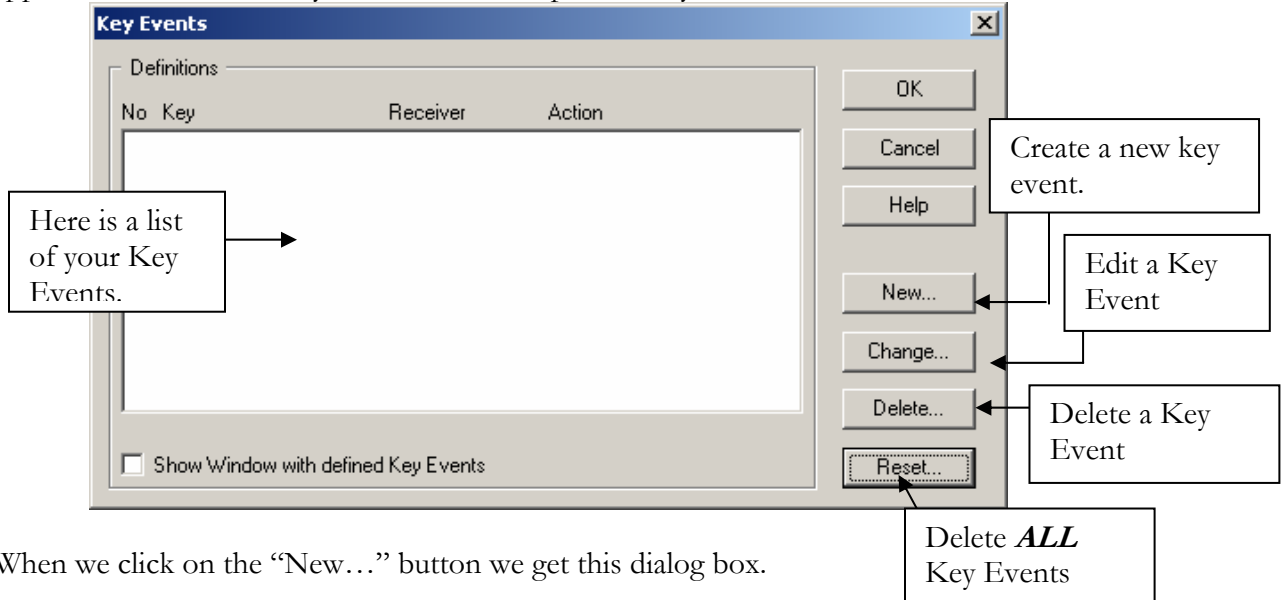 Key Events
Definitions
No Key Receiver Action
OK
Cancel
Help
New...
Change...
Delete...
Reset...
Show Window with defined Key Events
Here is a list
of your Key
Events.
Create a new key
event.
Edit a Key
Event
Delete a Key
Event
Delete ALL
Key Events
When we click on the “New…” button we get this dialog box.